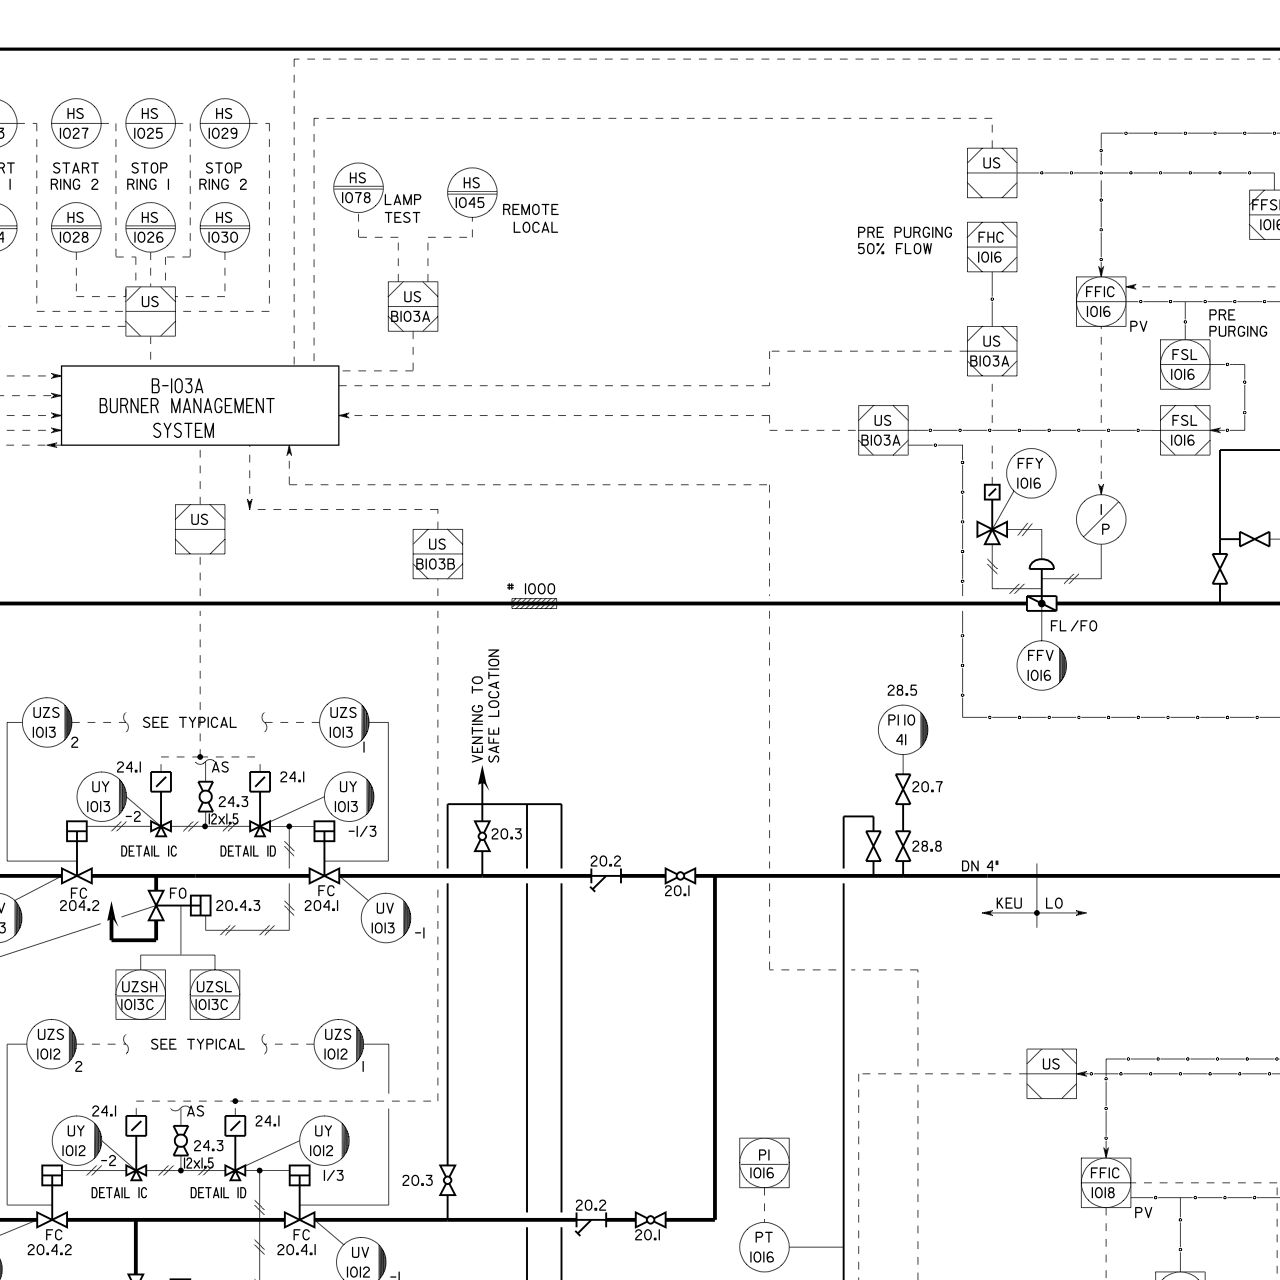 HS
1027
HS
1025
HS
1029
START
RING 2
STOP
RING 1
STOP
RING 2
HS
1028
HS
1026
HS
1030
HS
1078
LAMP
TEST
HS
1045
REMOTE
LOCAL
US
US
B103A
US
PRE PURGING
50% FLOW
FHC
1016
FFIC
1016
PV
PRE
PURGING
FSL
1016
US
B103A
US
B103A
FSL
1016
B-103A
BURNER MANAGEMENT
SYSTEM
FFY
1016
I
P
US
US
B103B
# 1000
FL/FO
FFV
1016
VENTING TO
SAFE LOCATION
28.5
PI10
41
UZS
1013
2
SEE TYPICAL
UZS
1013
1
24.1
AS
24.1
UY
1013
-2
24.3
12x1,5
UY
1013
-1/3
DETAIL 1C
DETAIL 1D
20.3
20.7
28.8
20.2
20.1
DN 4"
FC
204.2
FO
20.4.3
FC
204.1
UV
1013
-1
KEU
LO
UZSH
1013C
UZSL
1013C
UZS
1012
2
SEE TYPICAL
UZS
1012
1
US
24.1
AS
24.1
UY
1012
-2
24.3
12x1,5
UY
1012
1/3
DETAIL 1C
DETAIL 1D
20.3
PI
1016
FFIC
1018
PV
20.2
20.1
FC
20.4.2
FC
20.4.1
UV
1012
-1
PT
1016